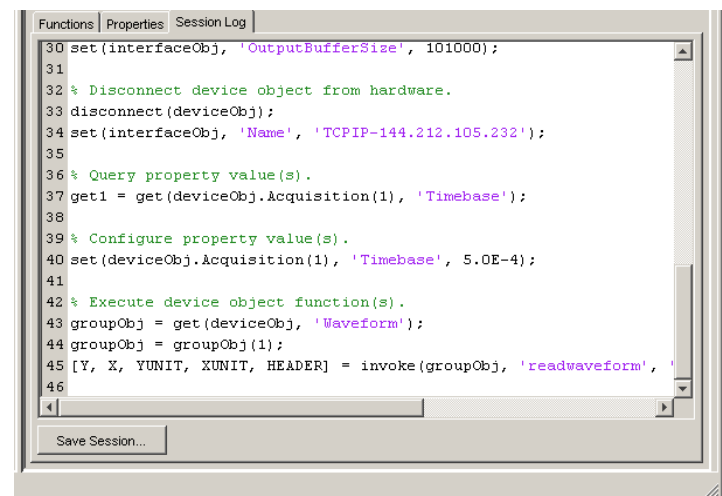 Functions Properties Session Log
30 set(interfaceObj, 'OutputBufferSize', 101000);
31
32 % Disconnect device object from hardware.
33 disconnect(deviceObj);
34 set(interfaceObj, 'Name', 'TCPIP-144.212.105.232');
35
36 % Query property value(s).
37 get1 = get(deviceObj.Acquisition(1), 'Timebase');
38
39 % Configure property value(s).
40 set(deviceObj.Acquisition(1), 'Timebase', 5.0E-4);
41
42 % Execute device object function(s).
43 groupObj = get(deviceObj, 'Waveform');
44 groupObj = groupObj(1);
45 [Y, X, YUNIT, XUNIT, HEADER] = invoke(groupObj, 'readwaveform', '
46
Save Session...